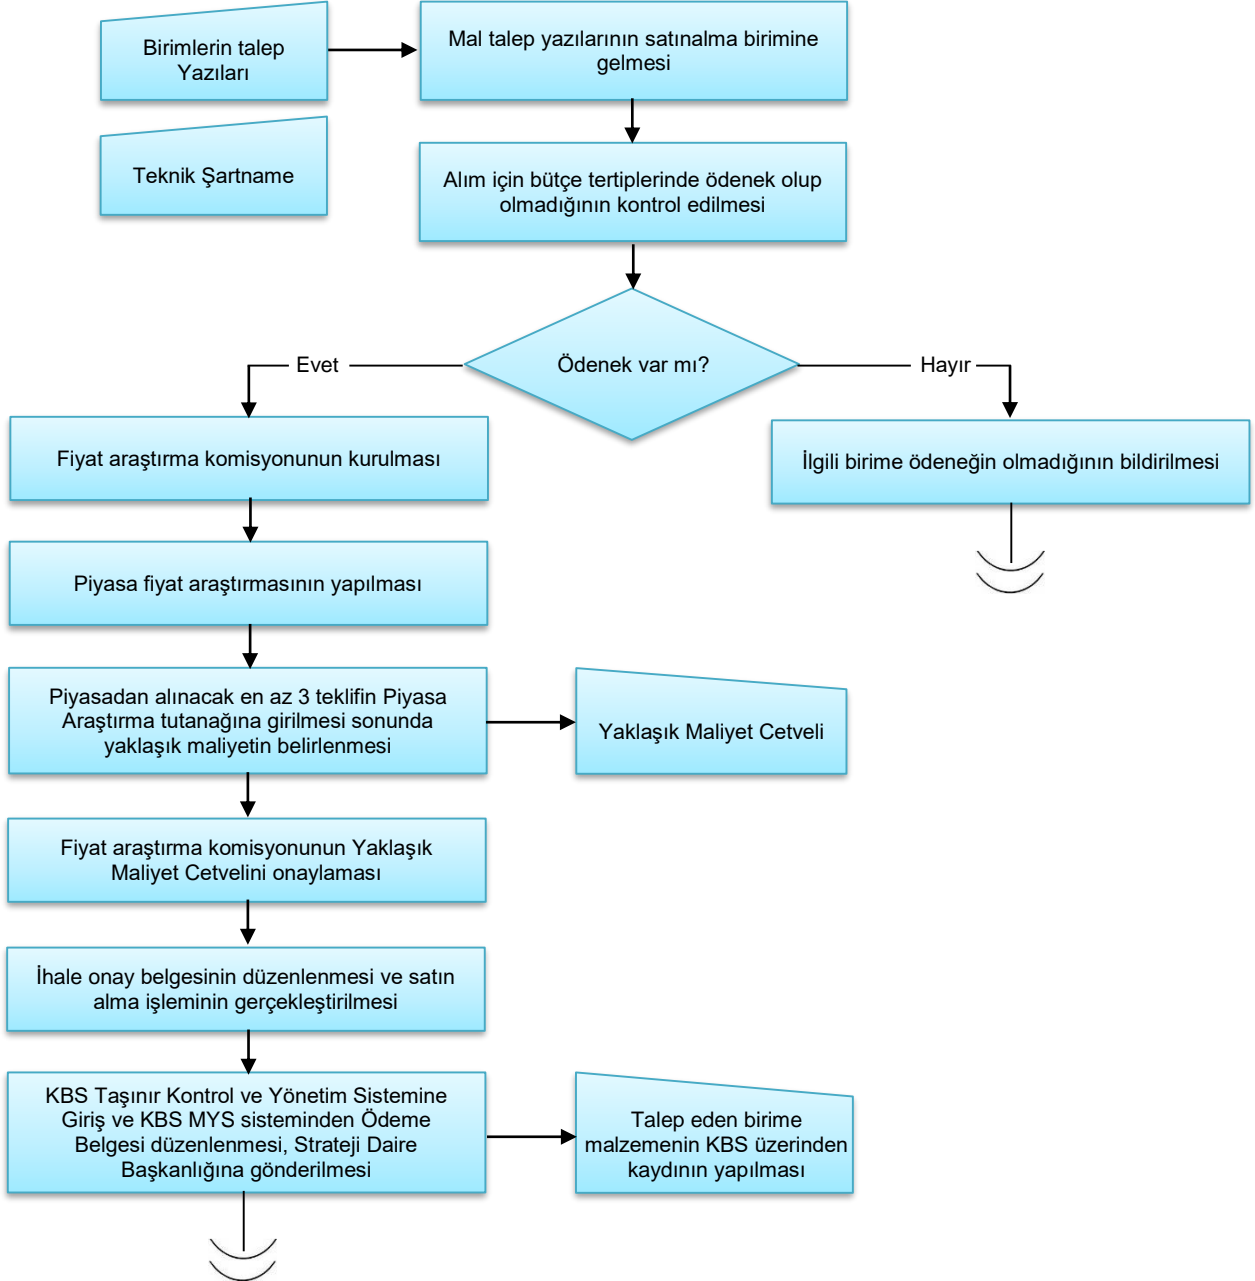 Birimlerin talep
Yazıları
Mal talep yazılarının satınalma birimine
gelmesi
Teknik Şartname
Alım için bütçe tertiplerinde ödenek olup
olmadığının kontrol edilmesi
Ödenek var mı?
Evet
Hayır
Fiyat araştırma komisyonunun kurulması
İlgili birime ödeneğin olmadığının bildirilmesi
Piyasa fiyat araştırmasının yapılması
Piyasadan alınacak en az 3 teklifin Piyasa
Araştırma tutanağına girilmesi sonunda
yaklaşık maliyetin belirlenmesi
Yaklaşık Maliyet Cetveli
Fiyat araştırma komisyonunun Yaklaşık
Maliyet Cetvelini onaylaması
İhale onay belgesinin düzenlenmesi ve satın
alma işleminin gerçekleştirilmesi
KBS Taşınır Kontrol ve Yönetim Sistemine
Giriş ve KBS MYS sisteminden Ödeme
Belgesi düzenlenmesi, Strateji Daire
Başkanlığına gönderilmesi
Talep eden birime
malzemenin KBS üzerinden
kaydının yapılması